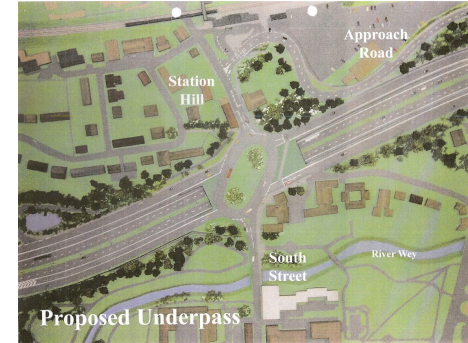 Approach
Road
Station
Hill
South
Street
River Wey
Proposed Underpass